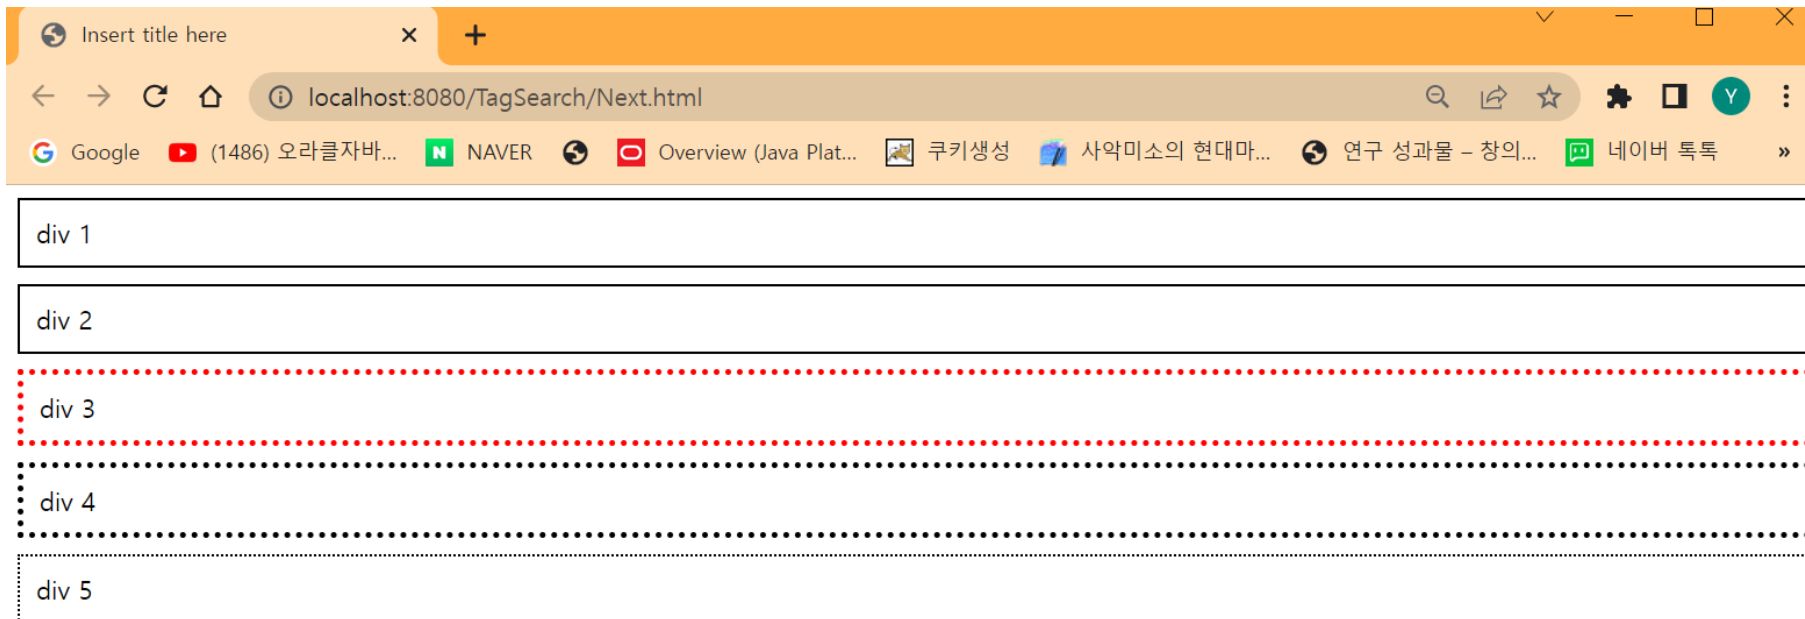 Insert title here
localhost:8080/TagSearch/Next.html
Y
Google (1486) 오라클자바... N NAVER Overview (Java Plat... 쿠키생성 사악미소의 현대마... 연구 성과물 – 창의... 네이버 톡톡 »
div 1
div 2
div 3
div 4
div 5